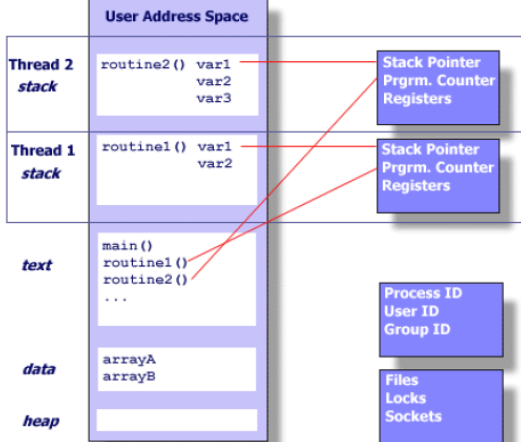 User Address Space
Thread 2
stack
routine2() var1
var2
var3
Stack Pointer
Prgrm. Counter
Registers
Thread 1
stack
routine1() var1
var2
Stack Pointer
Prgrm. Counter
Registers
text
main()
routine1()
routine2()
...
Process ID
User ID
Group ID
data
arrayA
arrayB
Files
Locks
Sockets
heap